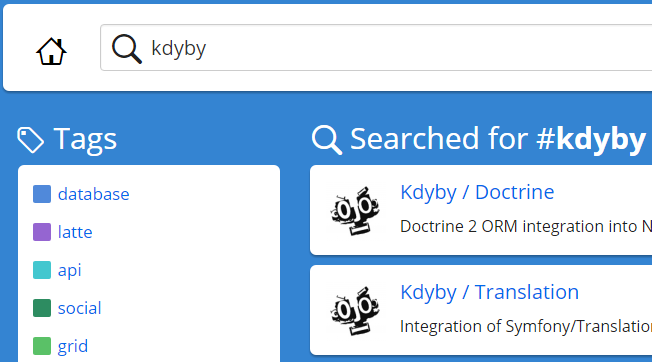 kdyby
Tags
database
latte
api
social
grid
Searched for #kdyby
Kdyby / Doctrine
Doctrine 2 ORM integration into
Kdyby / Translation
Integration of Symfony/Translation